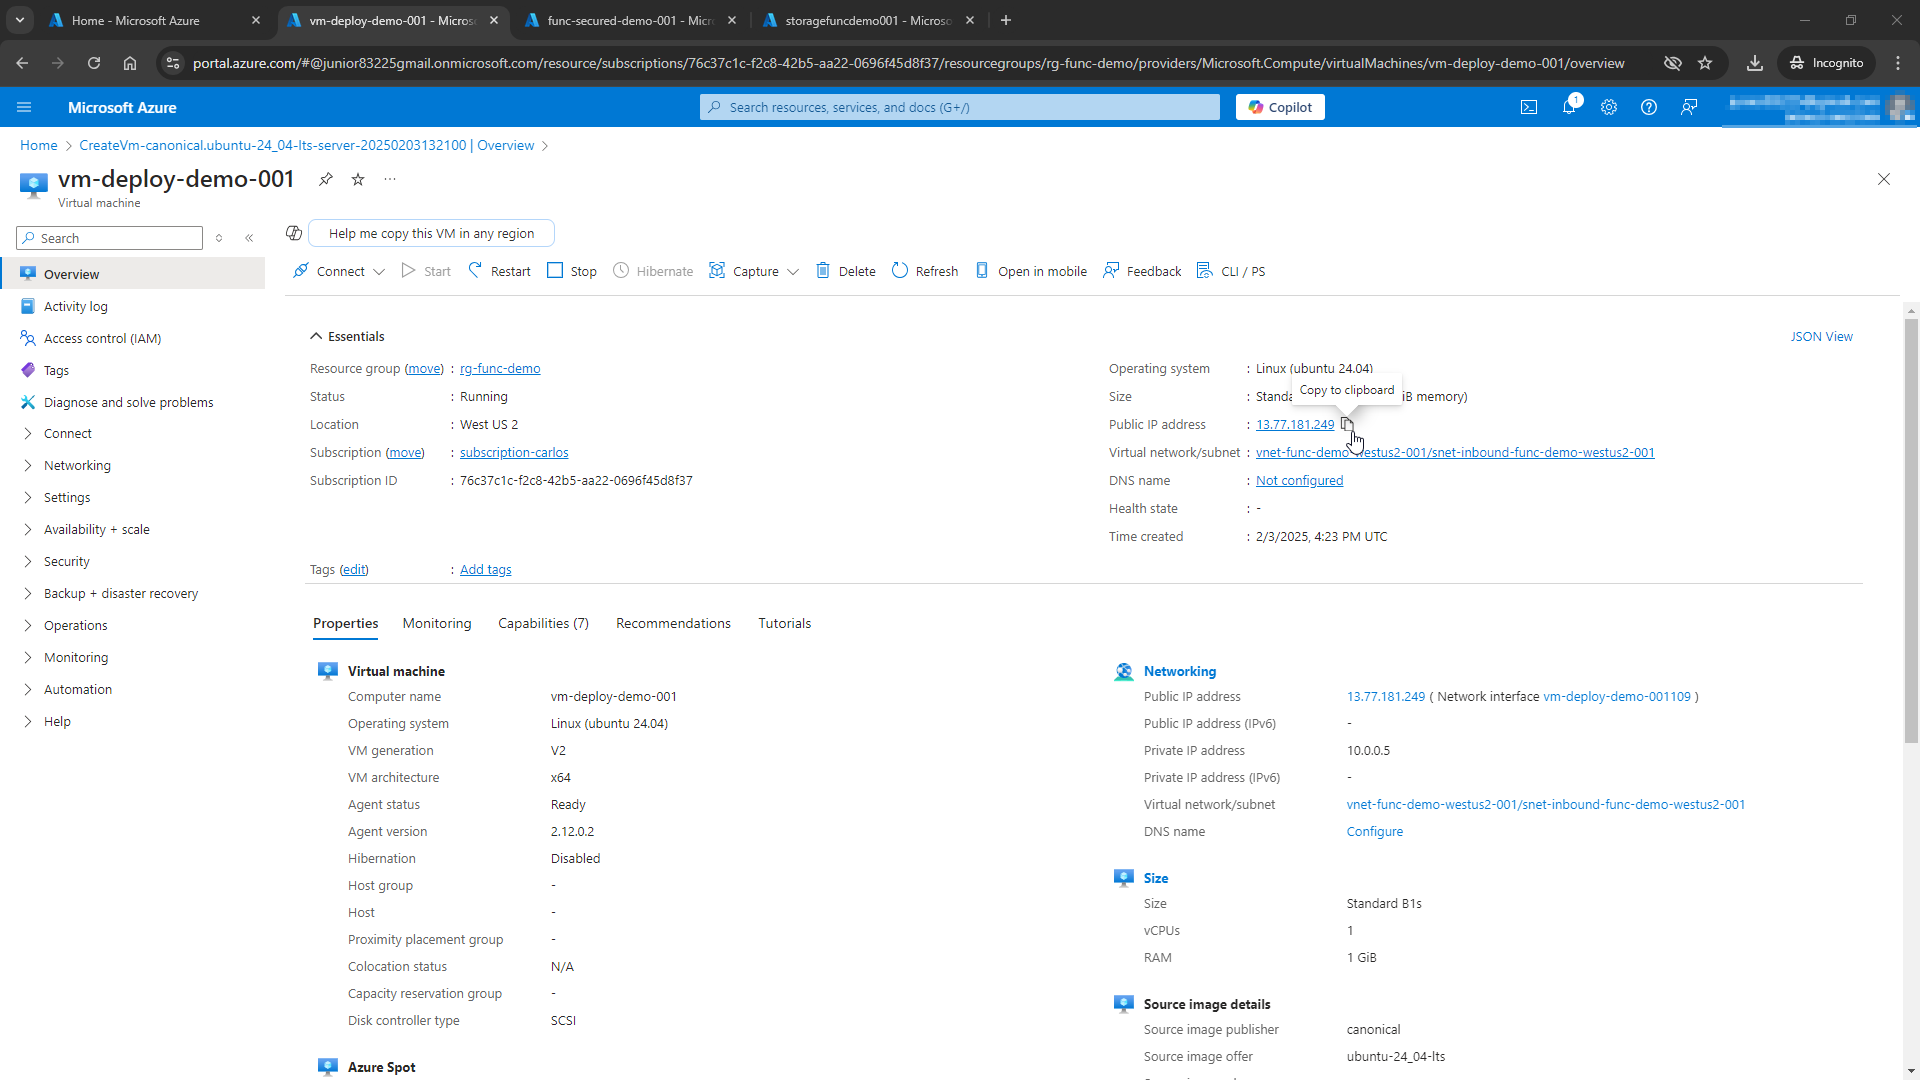 Home - Microsoft Azure
vm-deploy-demo-001 - Micros
func-secured-demo-001 - Micr
storagefuncdemo001 - Microso
portal.azure.com/#@junior83225gmail.onmicrosoft.com/resource/subscriptions/76c37c1c-f2c8-42b5-aa22-0696f45d8f37/resourcegroups/rg-func-demo/providers/Microsoft.Compute/virtualMachines/vm-deploy-demo-001/overview
Incognito
Microsoft Azure
Search resources, services, and docs (G+/)
Copilot
1
Home > CreateVm-canonical.ubuntu-24_04-lts-server-20250203132100 | Overview >
vm-deploy-demo-001
Virtual machine
Search
Help me copy this VM in any region
Connect
Start
Restart
Stop
Hibernate
Capture
Delete
Refresh
Open in mobile
Feedback
CLI / PS
Overview
Activity log
Access control (IAM)
Tags
Diagnose and solve problems
Connect
Networking
Settings
Availability + scale
Security
Backup + disaster recovery
Operations
Monitoring
Automation
Help
Essentials
JSON View
Resource group (move) : rg-func-demo
Status : Running
Location : West US 2
Subscription (move) : subscription-carlos
Subscription ID : 76c37c1c-f2c8-42b5-aa22-0696f45d8f37
Operating system : Linux (ubuntu 24.04)
Copy to clipboard
Size : Standa iB memory)
Public IP address : 13.77.181.249
Virtual network/subnet : vnet-func-demo-westus2-001/snet-inbound-func-demo-westus2-001
DNS name : Not configured
Health state : -
Time created : 2/3/2025, 4:23 PM UTC
Tags (edit) : Add tags
Properties
Monitoring
Capabilities (7)
Recommendations
Tutorials
Virtual machine
Computer name vm-deploy-demo-001
Operating system Linux (ubuntu 24.04)
VM generation V2
VM architecture x64
Agent status Ready
Agent version 2.12.0.2
Hibernation Disabled
Host group -
Host -
Proximity placement group -
Colocation status N/A
Capacity reservation group -
Disk controller type SCSI
Azure Spot
Networking
Public IP address 13.77.181.249 ( Network interface vm-deploy-demo-001109 )
Public IP address (IPv6) -
Private IP address 10.0.0.5
Private IP address (IPv6) -
Virtual network/subnet vnet-func-demo-westus2-001/snet-inbound-func-demo-westus2-001
DNS name Configure
Size
Size Standard B1s
vCPUs 1
RAM 1 GiB
Source image details
Source image publisher canonical
Source image offer ubuntu-24_04-lts